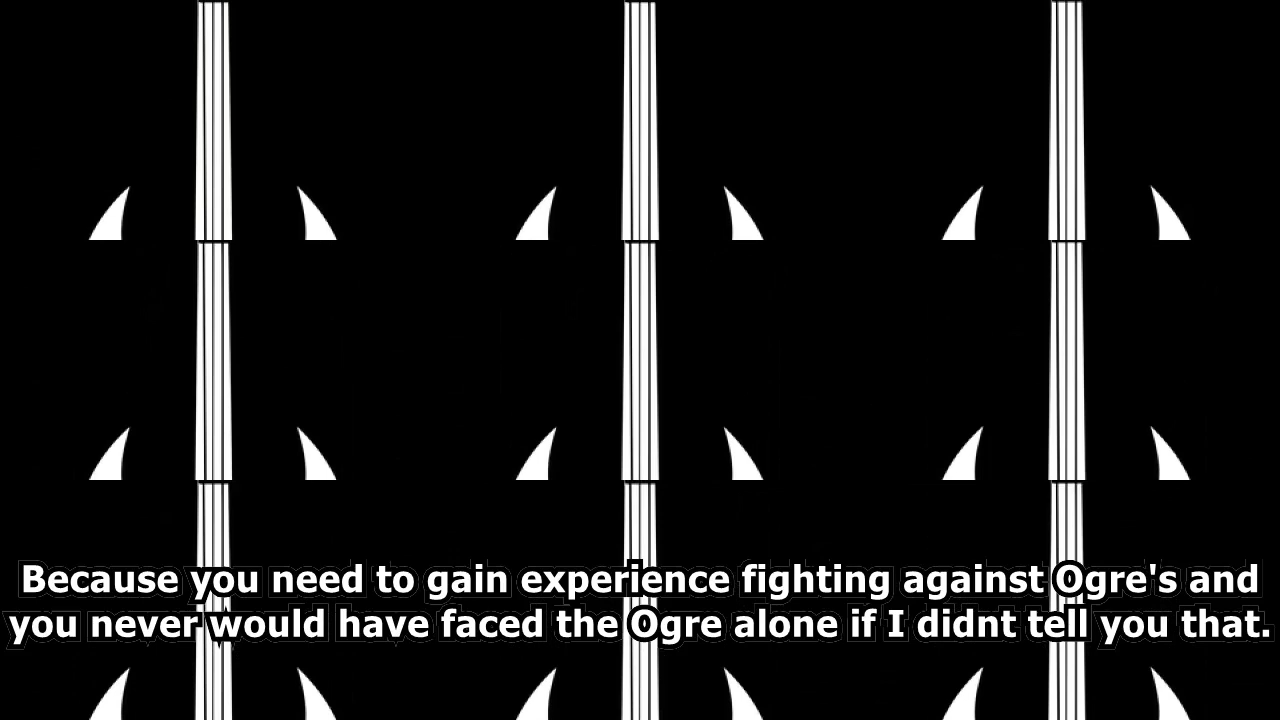 Because you need to gain experience fighting against Ogre's and
you never would have faced the Ogre alone if I didnt tell you that.